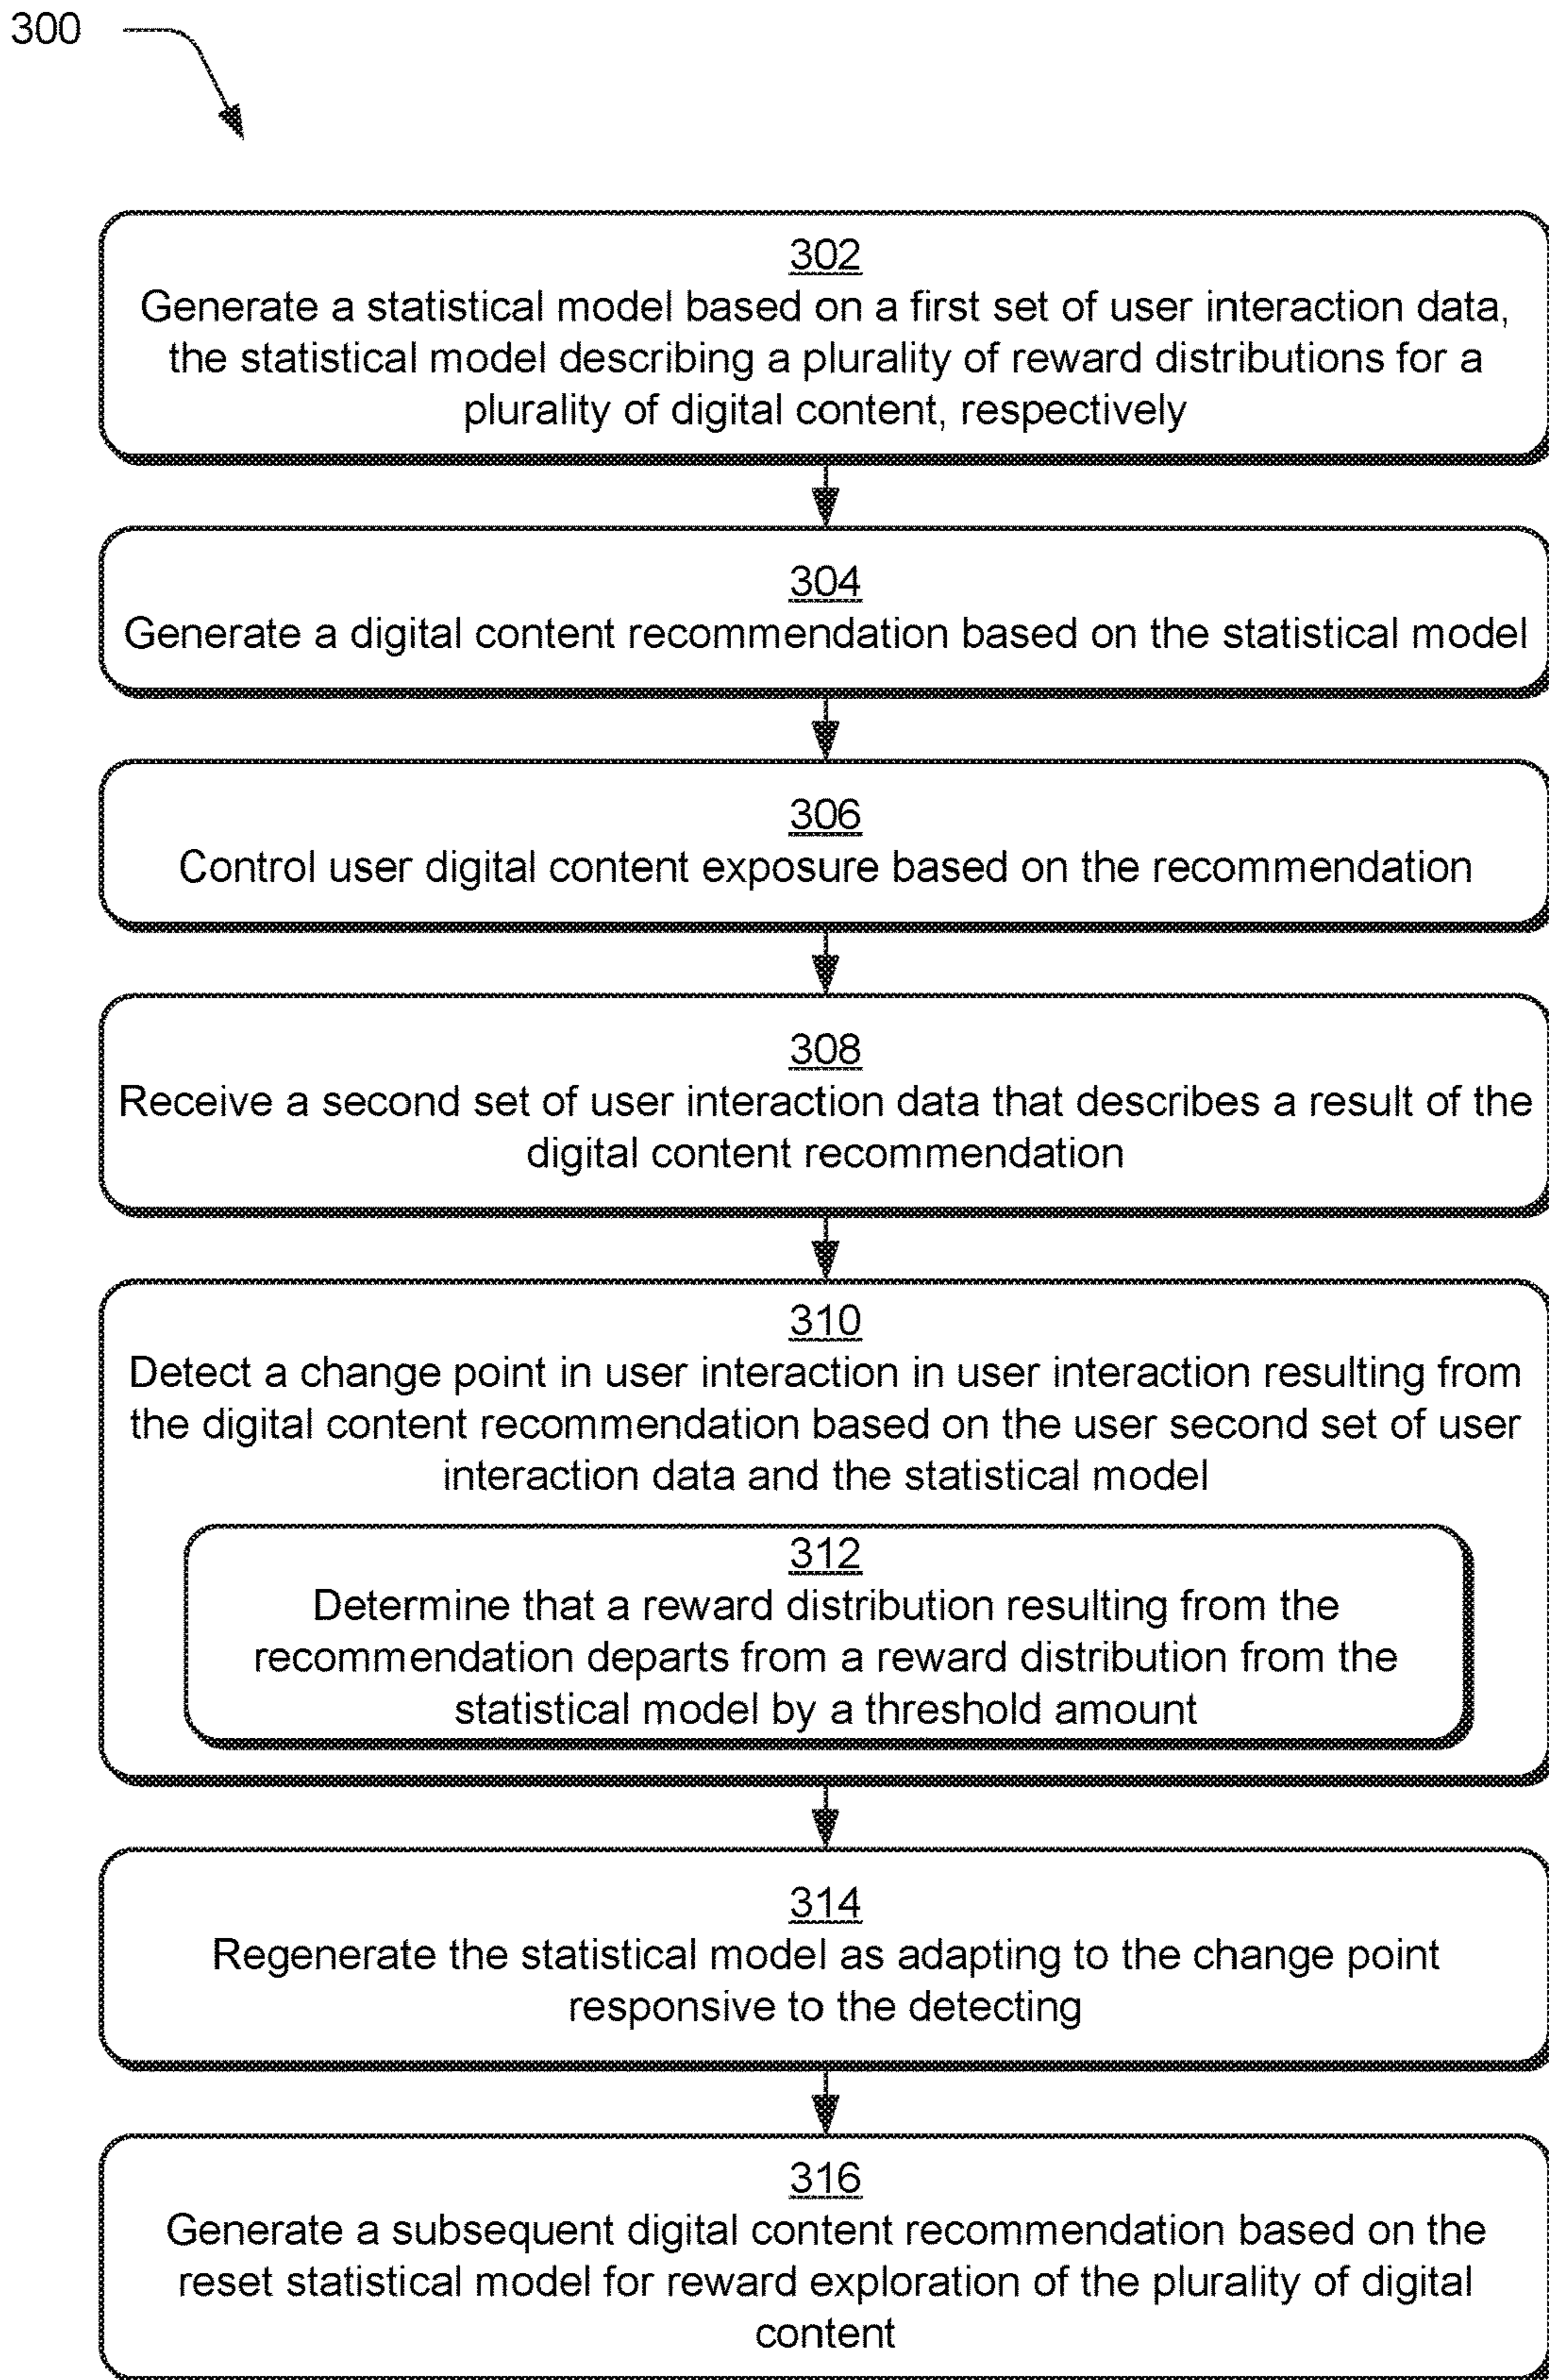 300
302
Generate a statistical model based on a first set of user interaction data,
the statistical model describing a plurality of reward distributions for a
plurality of digital content, respectively
304
Generate a digital content recommendation based on the statistical model
306
Control user digital content exposure based on the recommendation
308
Receive a second set of user interaction data that describes a result of the
digital content recommendation
310
Detect a change point in user interaction in user interaction resulting from
the digital content recommendation based on the user second set of user
interaction data and the statistical model
312
Determine that a reward distribution resulting from the
recommendation departs from a reward distribution from the
statistical model by a threshold amount
314
Regenerate the statistical model as adapting to the change point
responsive to the detecting
316
Generate a subsequent digital content recommendation based on the
reset statistical model for reward exploration of the plurality of digital
content